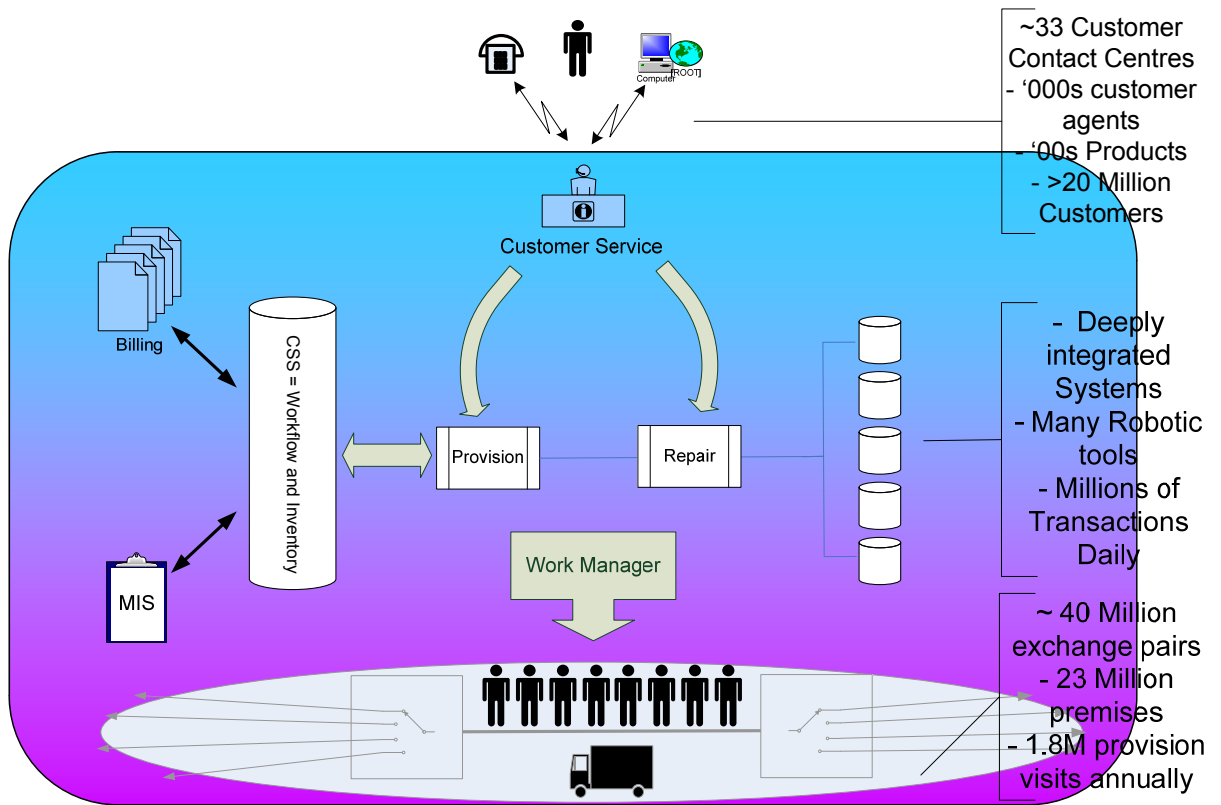 ~33 Customer
Contact Centres
- ‘000s customer
agents
- ‘00s Products
- >20 Million
Customers
Computer
[ROOT]
Customer Service
Billing
CSS = Workflow and Inventory
Provision
Repair
- Deeply
integrated
Systems
- Many Robotic
tools
- Millions of
Transactions
Daily
Work Manager
MIS
~ 40 Million
exchange pairs
- 23 Million
premises
- 1.8M provision
visits annually